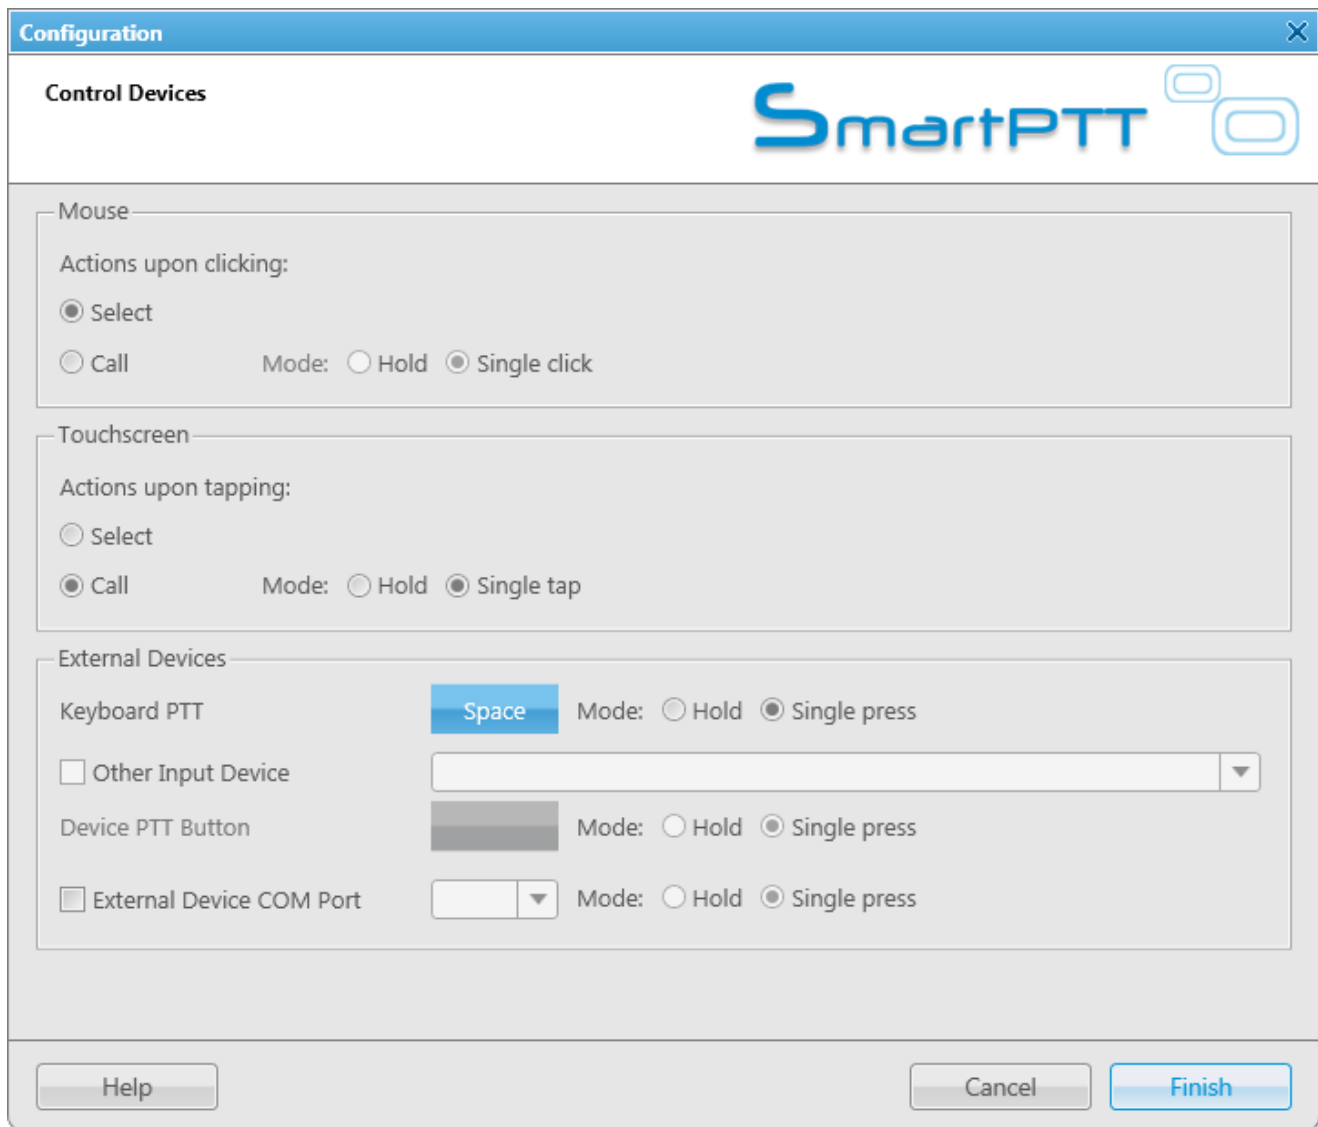 Configuration
Control Devices
SmartPTT
Mouse
Actions upon clicking:
Select
Call Mode: Hold Single click
Touchscreen
Actions upon tapping:
Select
Call Mode: Hold Single tap
External Devices
Keyboard PTT Space Mode: Hold Single press
Other Input Device
Device PTT Button Mode: Hold Single press
External Device COM Port Mode: Hold Single press
Help Cancel Finish